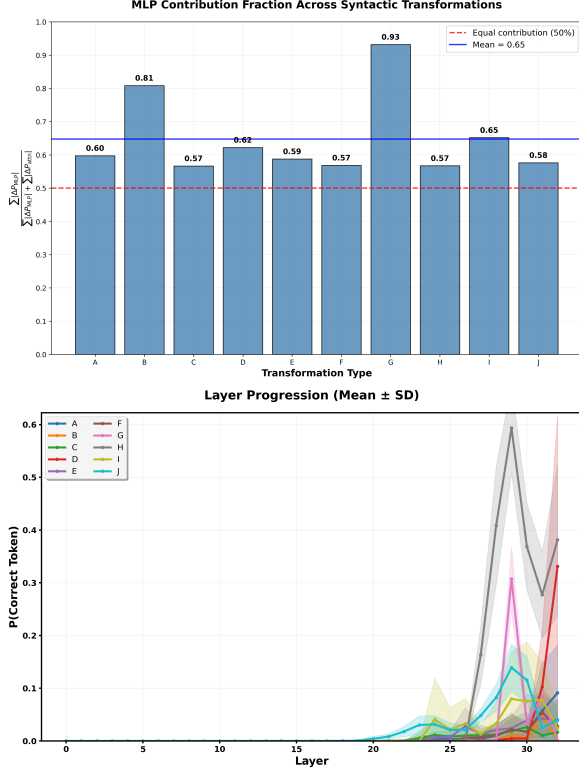 MLP Contribution Fraction Across Syntactic Transformations
1.0
0.9
0.8
0.7
0.6
0.5
0.4
0.3
0.2
0.1
0.0
∑|ΔP_MLP|
∑|ΔP_MLP| + ∑|ΔP_attn|
Equal contribution (50%)
Mean = 0.65
0.60
0.81
0.57
0.62
0.59
0.57
0.93
0.57
0.65
0.58
A B C D E F G H I J
Transformation Type
Layer Progression (Mean ± SD)
A F
B G
C H
D I
E J
0.6
0.5
0.4
0.3
0.2
0.1
0.0
P(Correct Token)
0 5 10 15 20 25 30
Layer